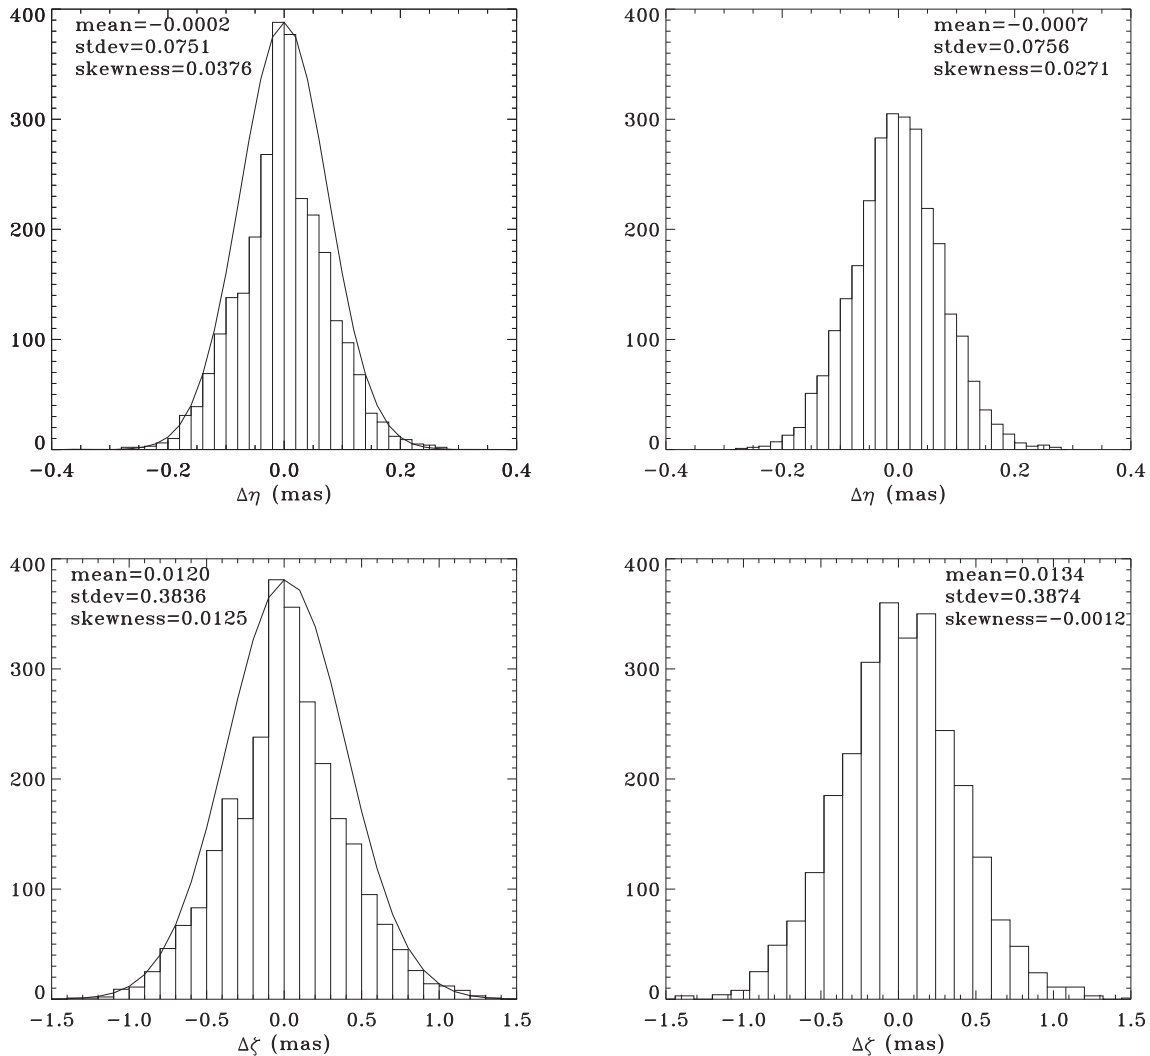 400
300
200
100
0
mean=−0.0002
stdev=0.0751
skewness=0.0376
−0.4 −0.2 0.0 0.2 0.4
Δη (mas)
400
300
200
100
0
mean=−0.0007
stdev=0.0756
skewness=0.0271
−0.4 −0.2 0.0 0.2 0.4
Δη (mas)
400
300
200
100
0
mean=0.0120
stdev=0.3836
skewness=0.0125
−1.5 −1.0 −0.5 0.0 0.5 1.0 1.5
Δζ (mas)
400
300
200
100
0
mean=0.0134
stdev=0.3874
skewness=−0.0012
−1.5 −1.0 −0.5 0.0 0.5 1.0 1.5
Δζ (mas)